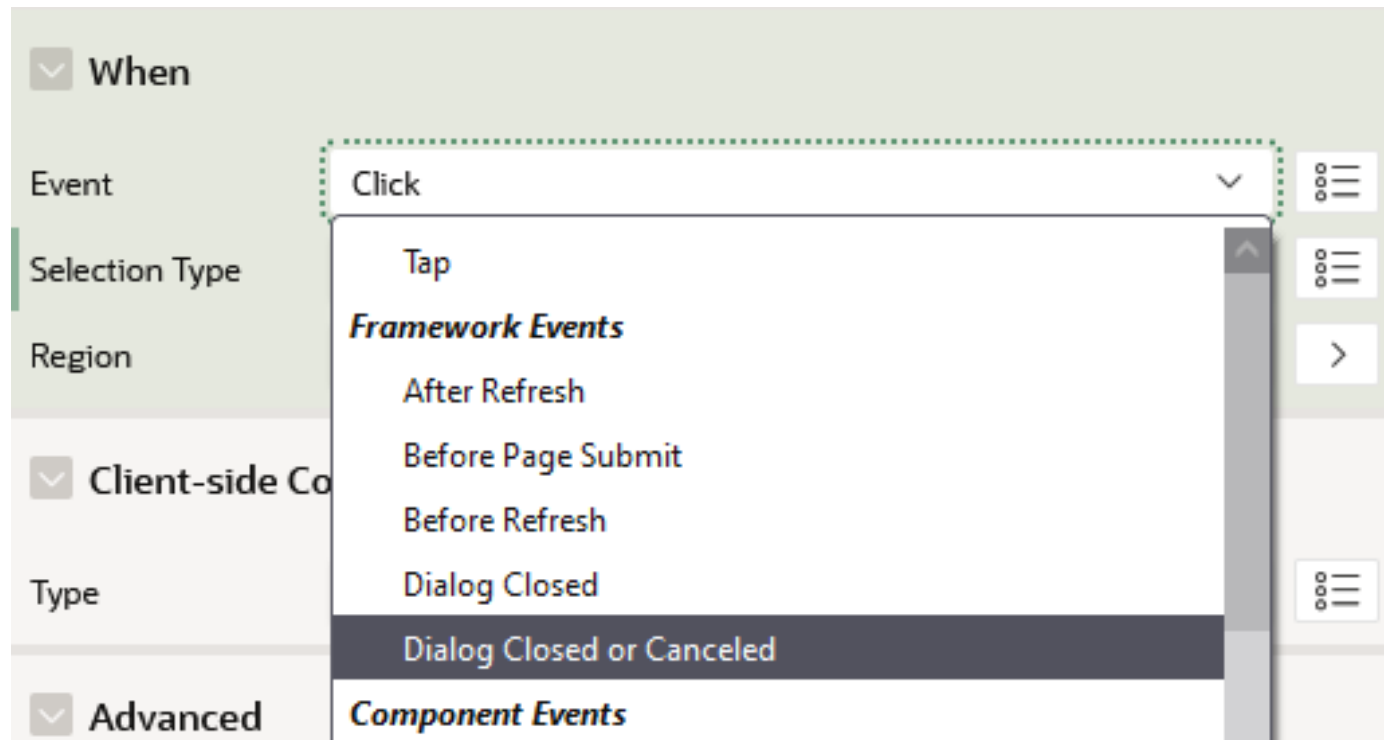 When
Event
Click
Tap
Selection Type
Framework Events
Region
After Refresh
Before Page Submit
Client-side Co
Before Refresh
Dialog Closed
Type
Dialog Closed or Canceled
Advanced
Component Events